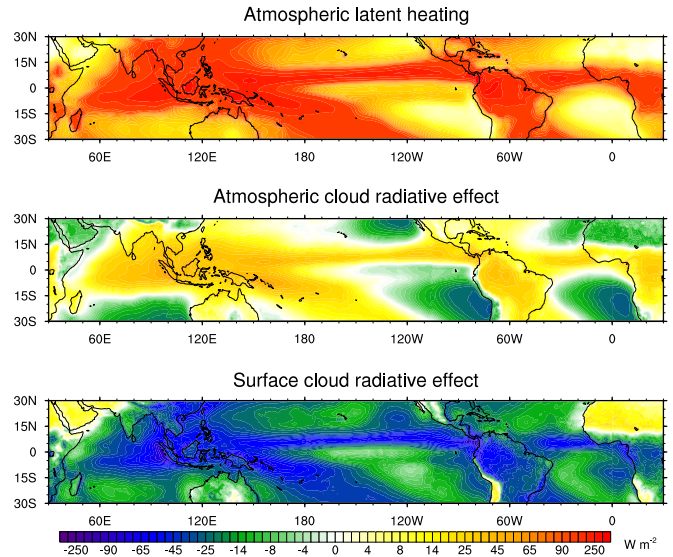 Atmospheric latent heating
30N
15N
0
15S
30S
60E 120E 180 120W 60W 0
Atmospheric cloud radiative effect
30N
15N
0
15S
30S
60E 120E 180 120W 60W 0
Surface cloud radiative effect
30N
15N
0
15S
30S
60E 120E 180 120W 60W 0
-250 -90 -65 -45 -25 -14 -8 -4 0 4 8 14 25 45 65 90 250 W m⁻²